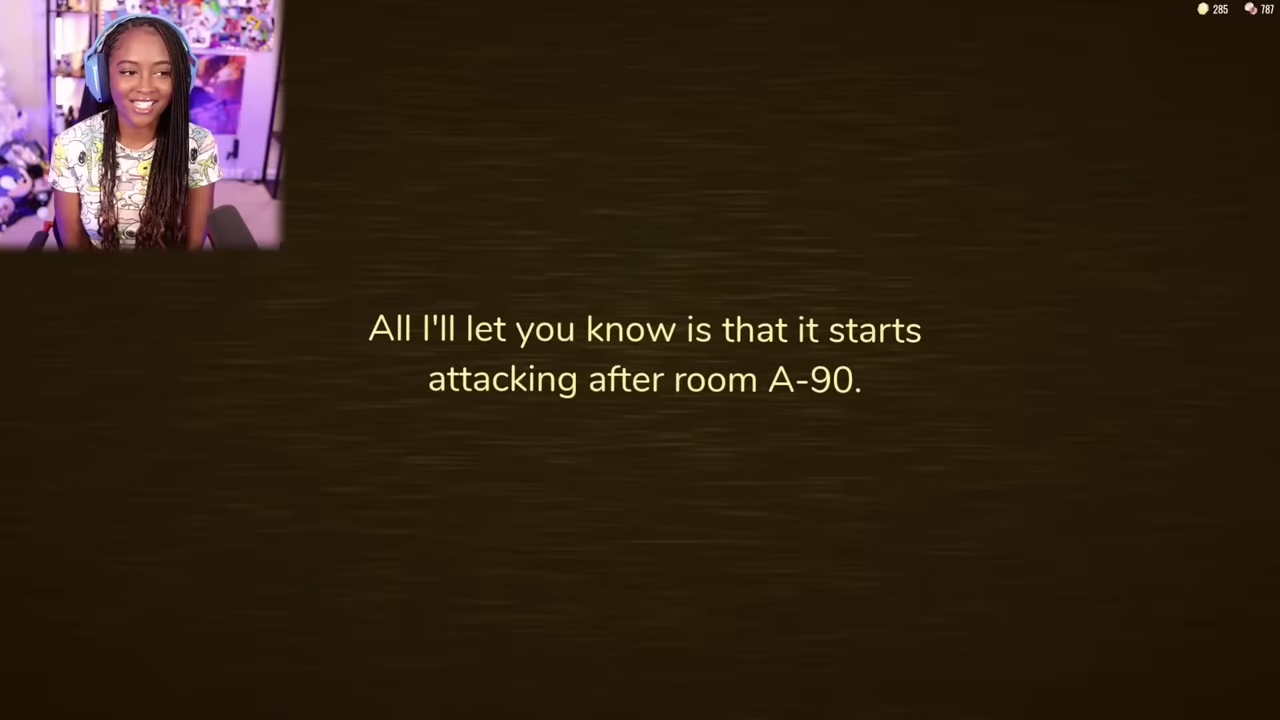 285 787
All I'll let you know is that it starts
attacking after room A-90.